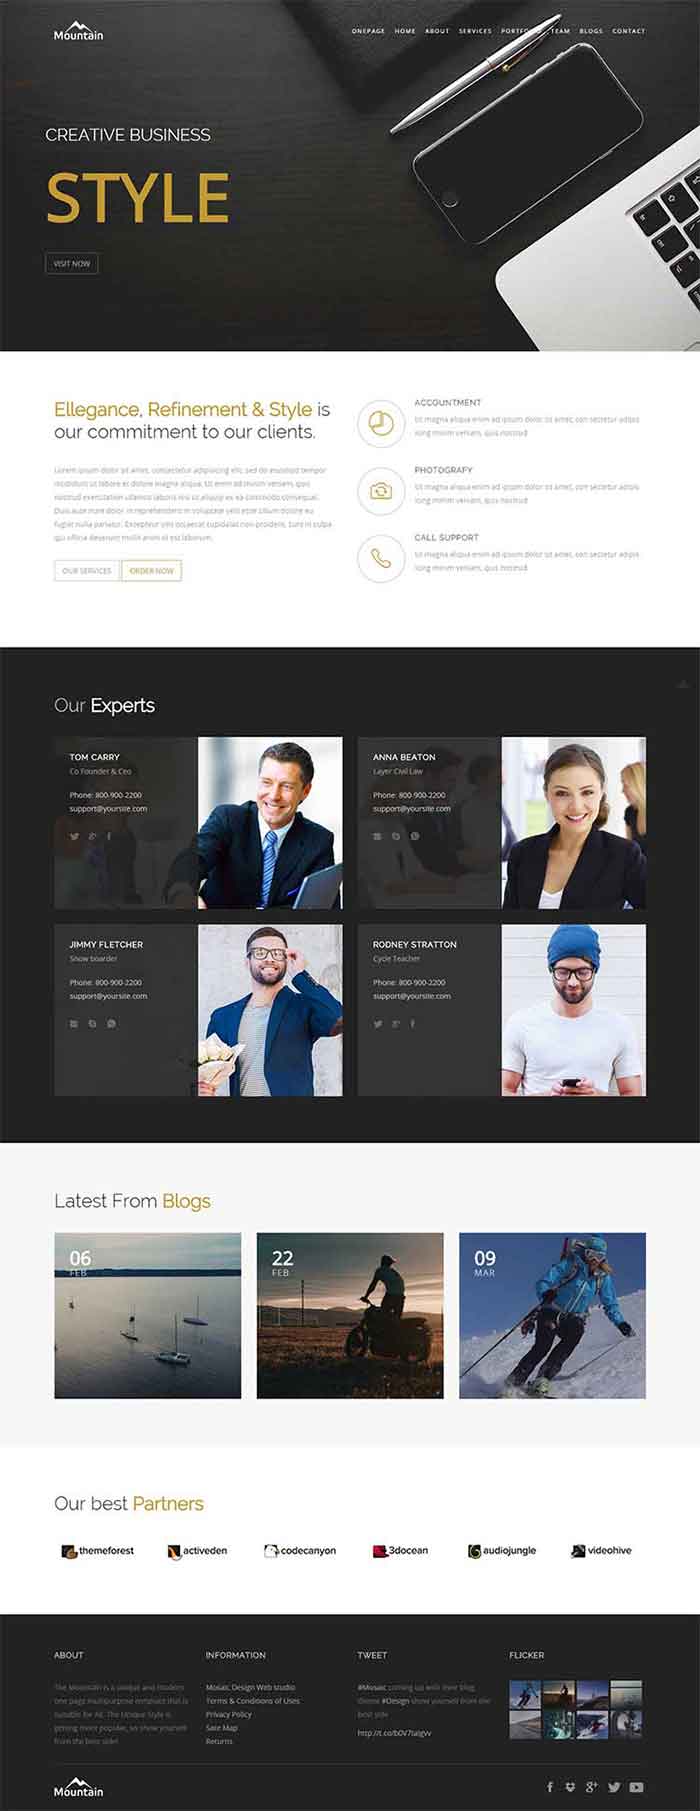 Mountain
ONEPAGE HOME ABOUT SERVICES PORTFOLIO TEAM BLOGS CONTACT
CREATIVE BUSINESS
STYLE
VISIT NOW
Ellegance, Refinement & Style is
our commitment to our clients.
Lorem ipsum dolor sit amet, consectetur adipisicing elit, sed do eiusmod tempor
incididunt ut labore et dolore magna aliqua. Ut enim ad minim veniam, quis
nostrud exercitation ullamco laboris nisi ut aliquip ex ea commodo consequat.
Duis aute irure dolor in reprehenderit in voluptate velit esse cillum dolore eu
fugiat nulla pariatur. Excepteur sint occaecat cupidatat non proident, sunt in culpa
qui officia deserunt mollit anim id est laborum.
OUR SERVICES ORDER NOW
ACCOUNTMENT
Ut magna aliqua enim ad ipsum dolor sit amet, con sectetur adipis
icing minim veniam, quis nostrud
PHOTOGRAFY
Ut magna aliqua enim ad ipsum dolor sit amet, con sectetur adipis
icing minim veniam, quis nostrud
CALL SUPPORT
Ut magna aliqua enim ad ipsum dolor sit amet, con sectetur adipis
icing minim veniam, quis nostrud
Our Experts
TOM CARRY
Co Founder & Ceo
Phone: 800-900-2200
support@yoursite.com
ANNA BEATON
Layer Civil Law
Phone: 800-900-2200
support@yoursite.com
JIMMY FLETCHER
Snow boarder
Phone: 800-900-2200
support@yoursite.com
RODNEY STRATTON
Cycle Teacher
Phone: 800-900-2200
support@yoursite.com
Latest From Blogs
06
FEB
22
FEB
09
MAR
Our best Partners
themeforest activeden codecanyon 3docean audiojungle videohive
ABOUT
The Mountain is a unique and modern
one page multipurpose template that is
suitable for All. The Unique Style is
getting more popular, so show yourself
from the best side!
INFORMATION
Mosaic Design Web studio
Terms & Conditions of Uses
Privacy Policy
Site Map
Returns
TWEET
#Mosaic coming up with their blog
theme #Design show yourself from the
best side
FLICKER
Mountain